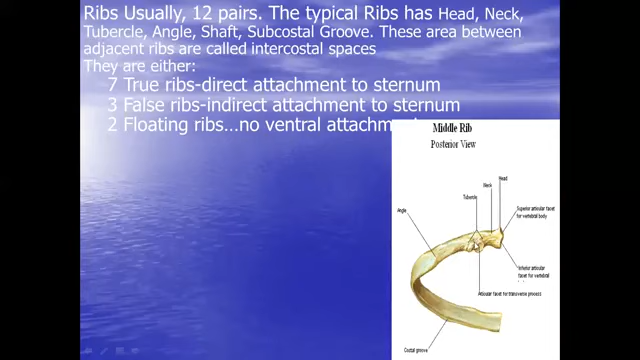 Ribs Usually, 12 pairs. The typical Ribs has Head, Neck,
Tubercle, Angle, Shaft, Subcostal Groove. These area between
adjacent ribs are called intercostal spaces
They are either:
7 True ribs-direct attachment to sternum
3 False ribs-indirect attachment to sternum
2 Floating ribs...no ventral
Middle Rib
Posterior View
Head
Neck
Tubercle
Angle
Superior articular facet
for vertebral body
Inferior articular
facet for vertebral
Articular facet for transverse process
Costal groove